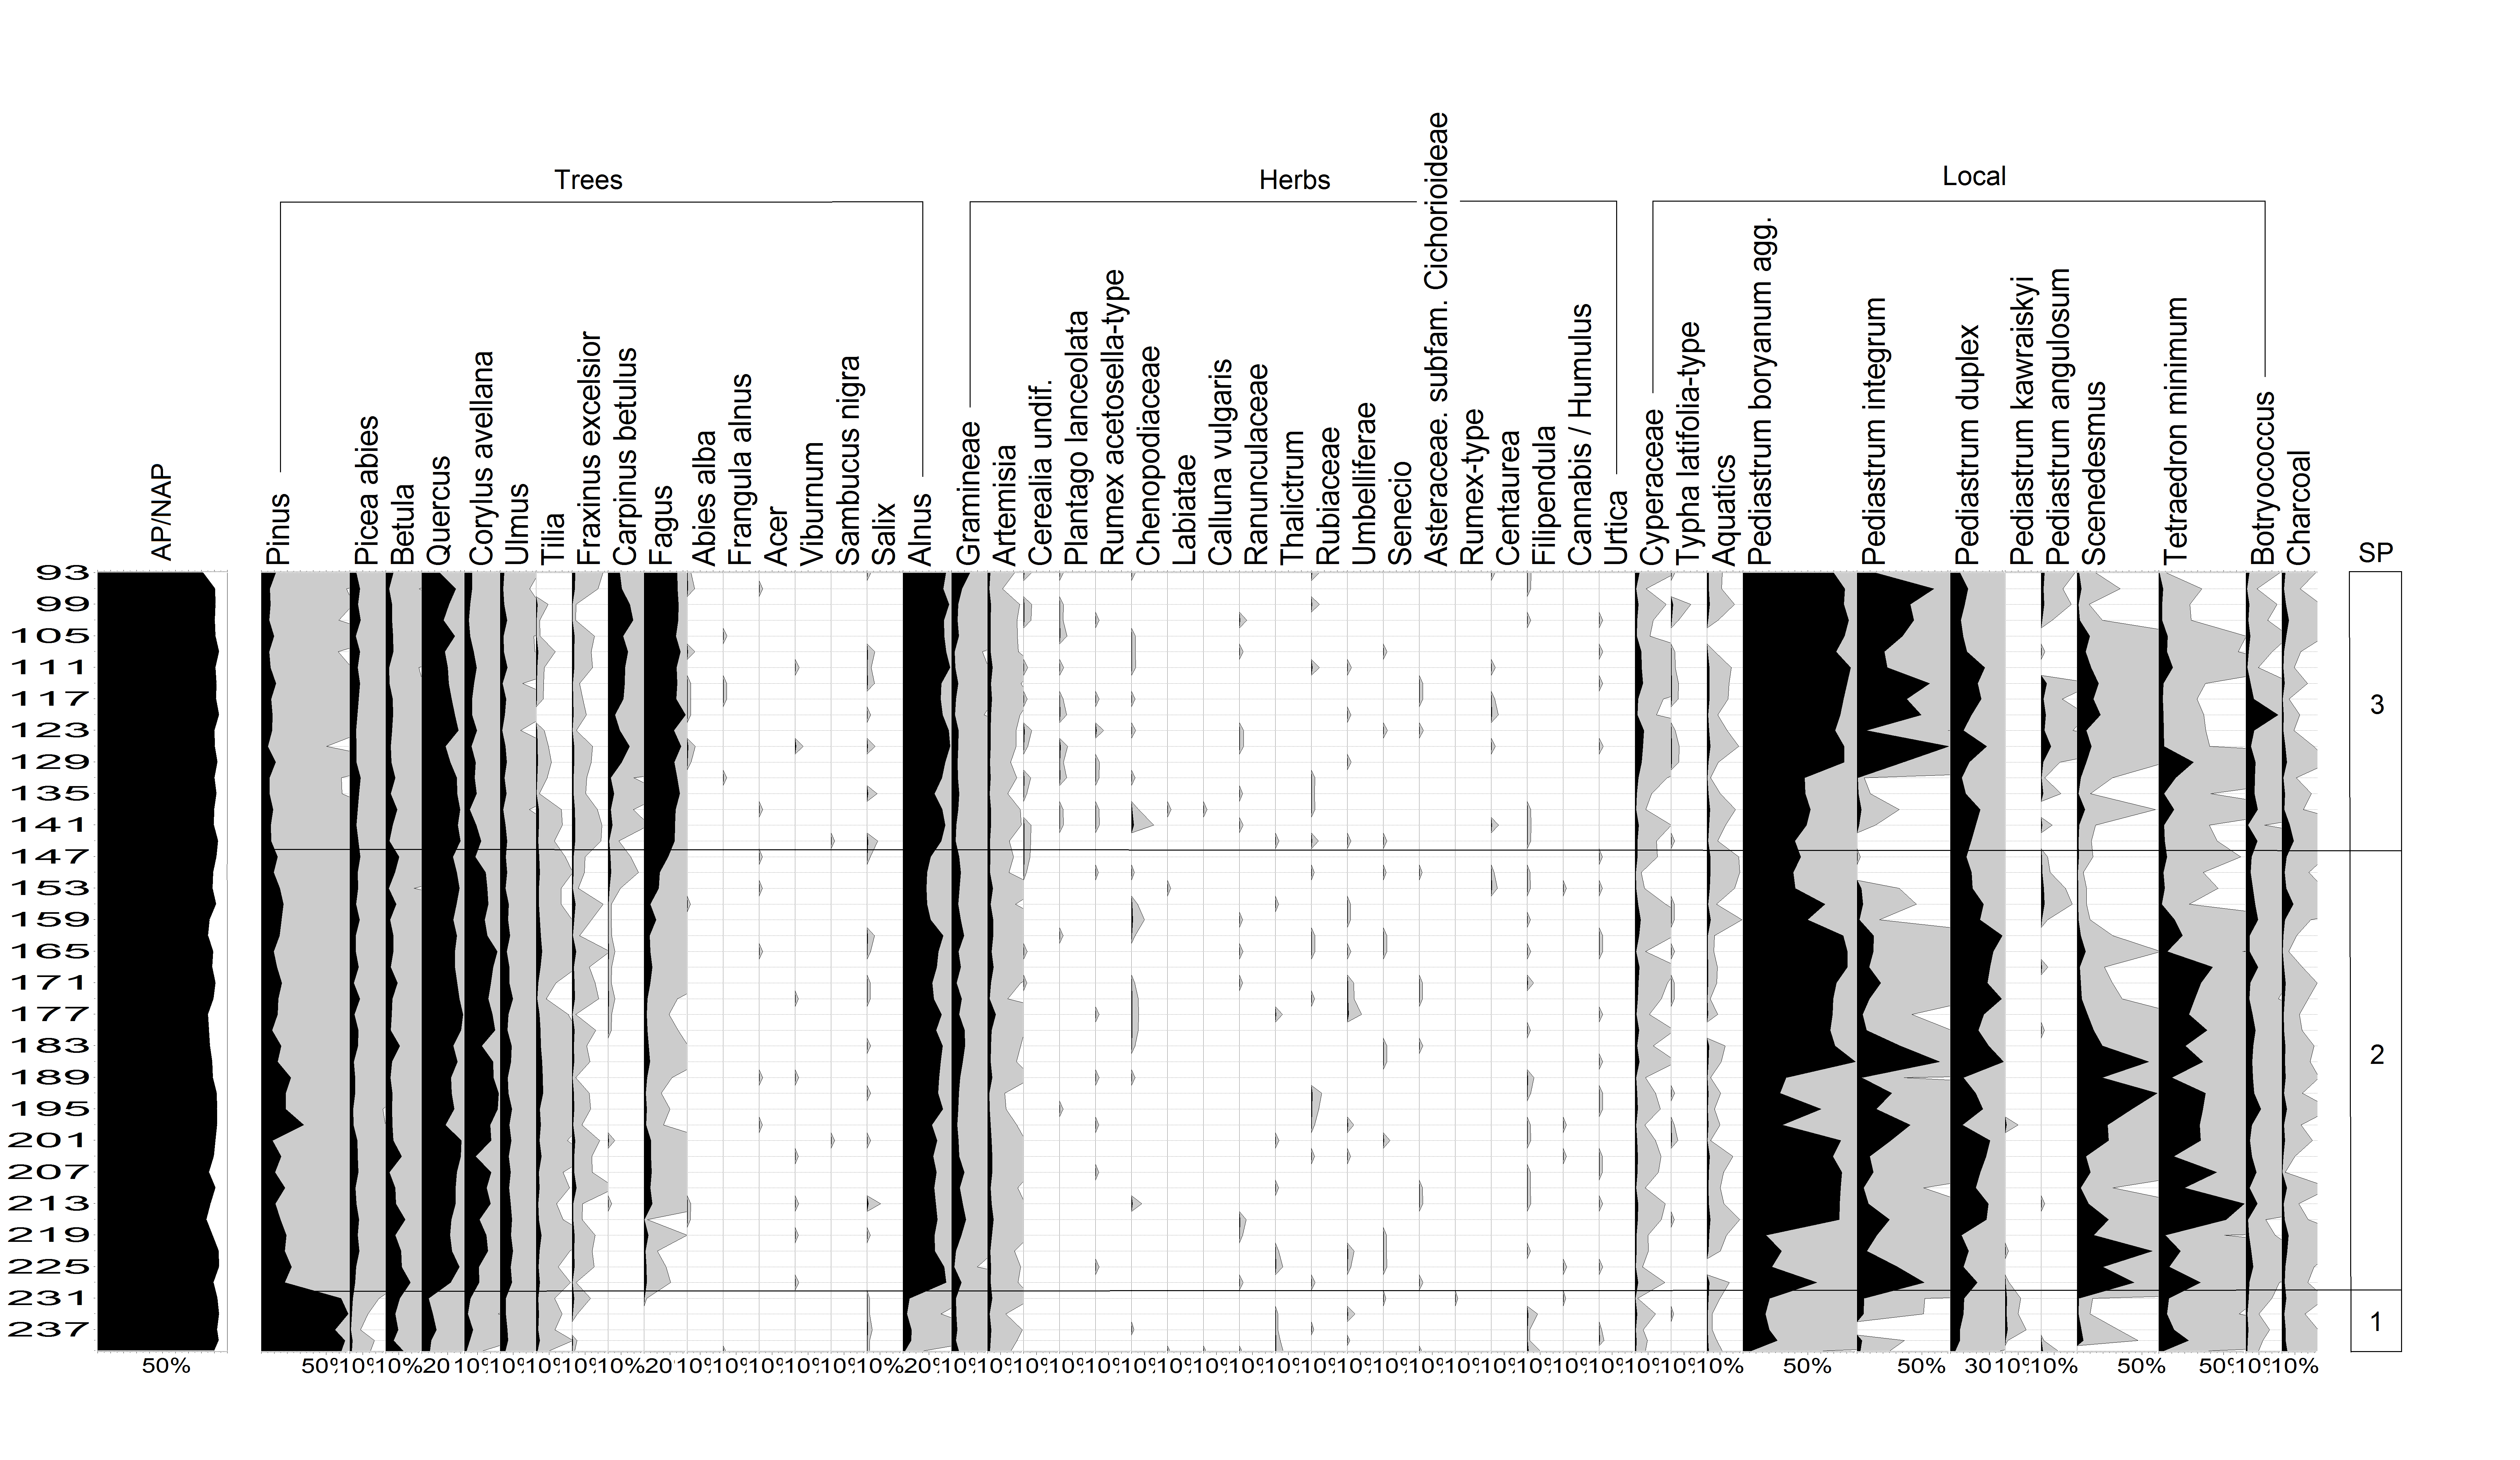 Trees
Herbs
Local
AP/NAP
Pinus
Picea abies
Betula
Quercus
Corylus avellana
Ulmus
Tilia
Fraxinus excelsior
Carpinus betulus
Fagus
Abies alba
Frangula alnus
Acer
Viburnum
Sambucus nigra
Salix
Alnus
Gramineae
Artemisia
Cerealia undif.
Plantago lanceolata
Rumex acetosella-type
Chenopodiaceae
Labiatae
Calluna vulgaris
Ranunculaceae
Thalictrum
Rubiaceae
Umbelliferae
Senecio
Asteraceae. subfam. Cichorioideae
Rumex-type
Centaurea
Filipendula
Cannabis / Humulus
Urtica
Cyperaceae
Typha latifolia-type
Aquatics
Pediastrum boryanum agg.
Pediastrum integrum
Pediastrum duplex
Pediastrum kawraiskyi
Pediastrum angulosum
Scenedesmus
Tetraedron minimum
Botryococcus
Charcoal
SP
93
99
105
111
117
123
129
135
141
147
153
159
165
171
177
183
189
195
201
207
213
219
225
231
237
3
2
1
50%
10%
10%
20
10%
50%
50%
30
10%
50%
10%